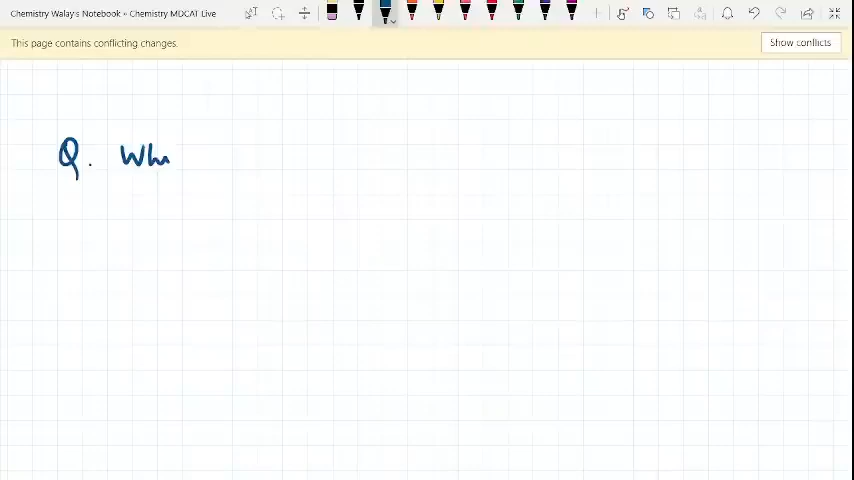 Chemistry Walay's Notebook » Chemistry MDCAT Live
This page contains conflicting changes.
Show conflicts
Q. Wh